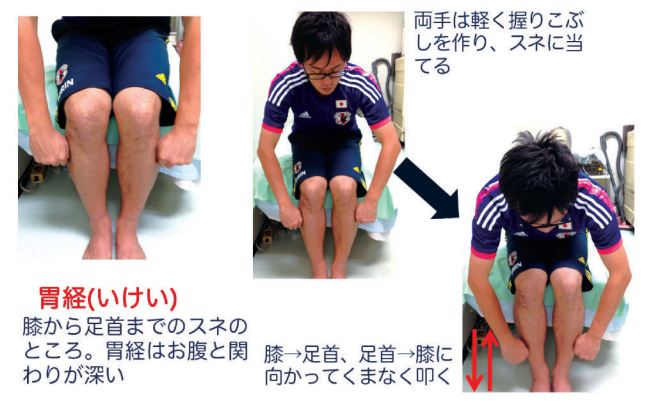 両手は軽く握りこぶ
しを作り、スネに当
てる
胃経(いけい)
膝から足首までのスネの
ところ。胃経はお腹と関
わりが深い
膝→足首、足首→膝に
向かってくまなく叩く